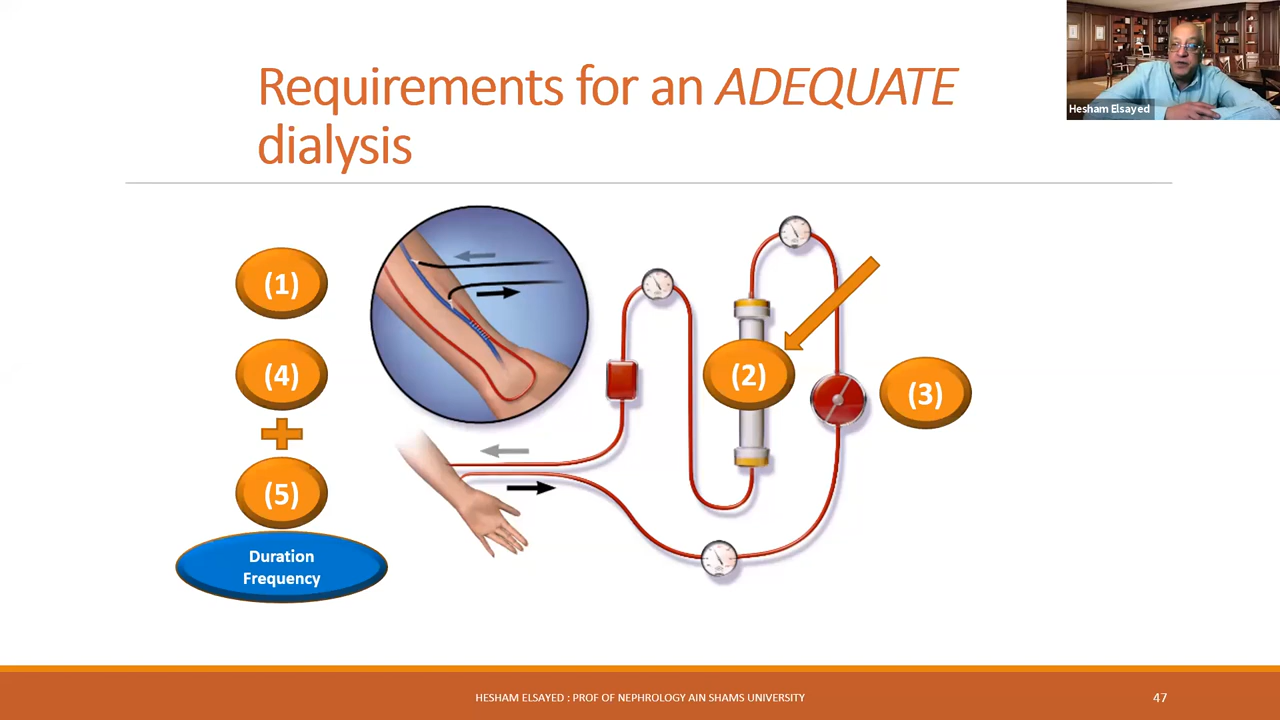 Requirements for an ADEQUATE
dialysis
Hesham Elsayed
(1)
(4)
(5)
Duration
Frequency
(2)
(3)
HESHAM ELSAYED : PROF OF NEPHROLOGY AIN SHAMS UNIVERSITY
47